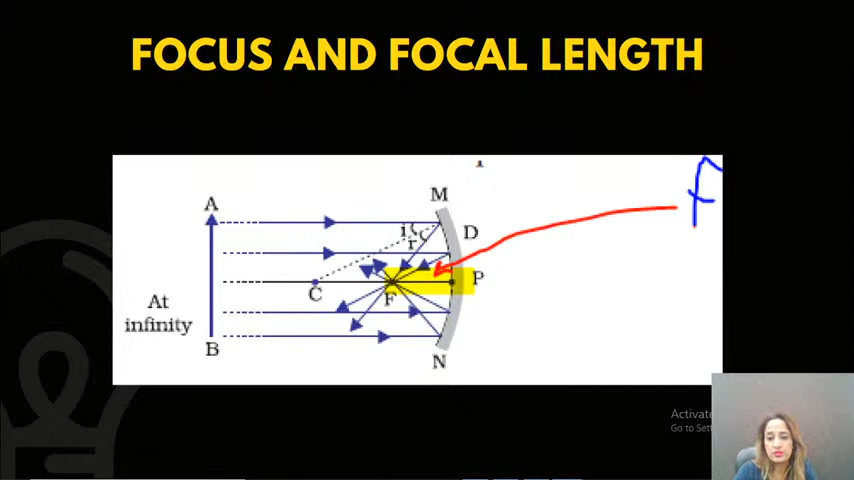 FOCUS AND FOCAL LENGTH
f
M
A
i
r
D
P
C
F
At
infinity
B
N
Activate
Go to Sett